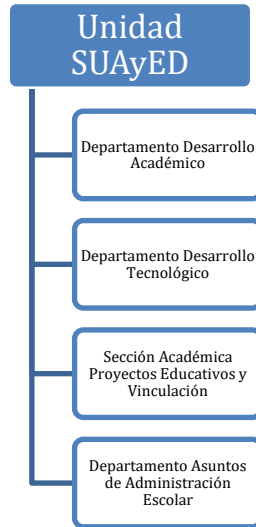 Unidad
SUAyED
Departamento Desarrollo
Académico
Departamento Desarrollo
Tecnológico
Sección Académica
Proyectos Educativos y
Vinculación
Departamento Asuntos
de Administración
Escolar